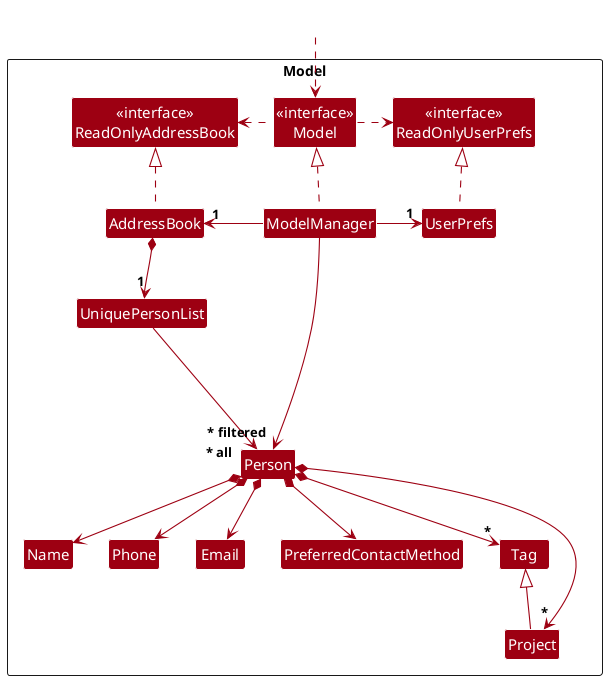 Model
«interface»
ReadOnlyAddressBook
«interface»
Model
«interface»
ReadOnlyUserPrefs
AddressBook
1
ModelManager
1
UserPrefs
1
UniquePersonList
* filtered
* all
Person
*
Name
Phone
Email
PreferredContactMethod
Tag
*
Project